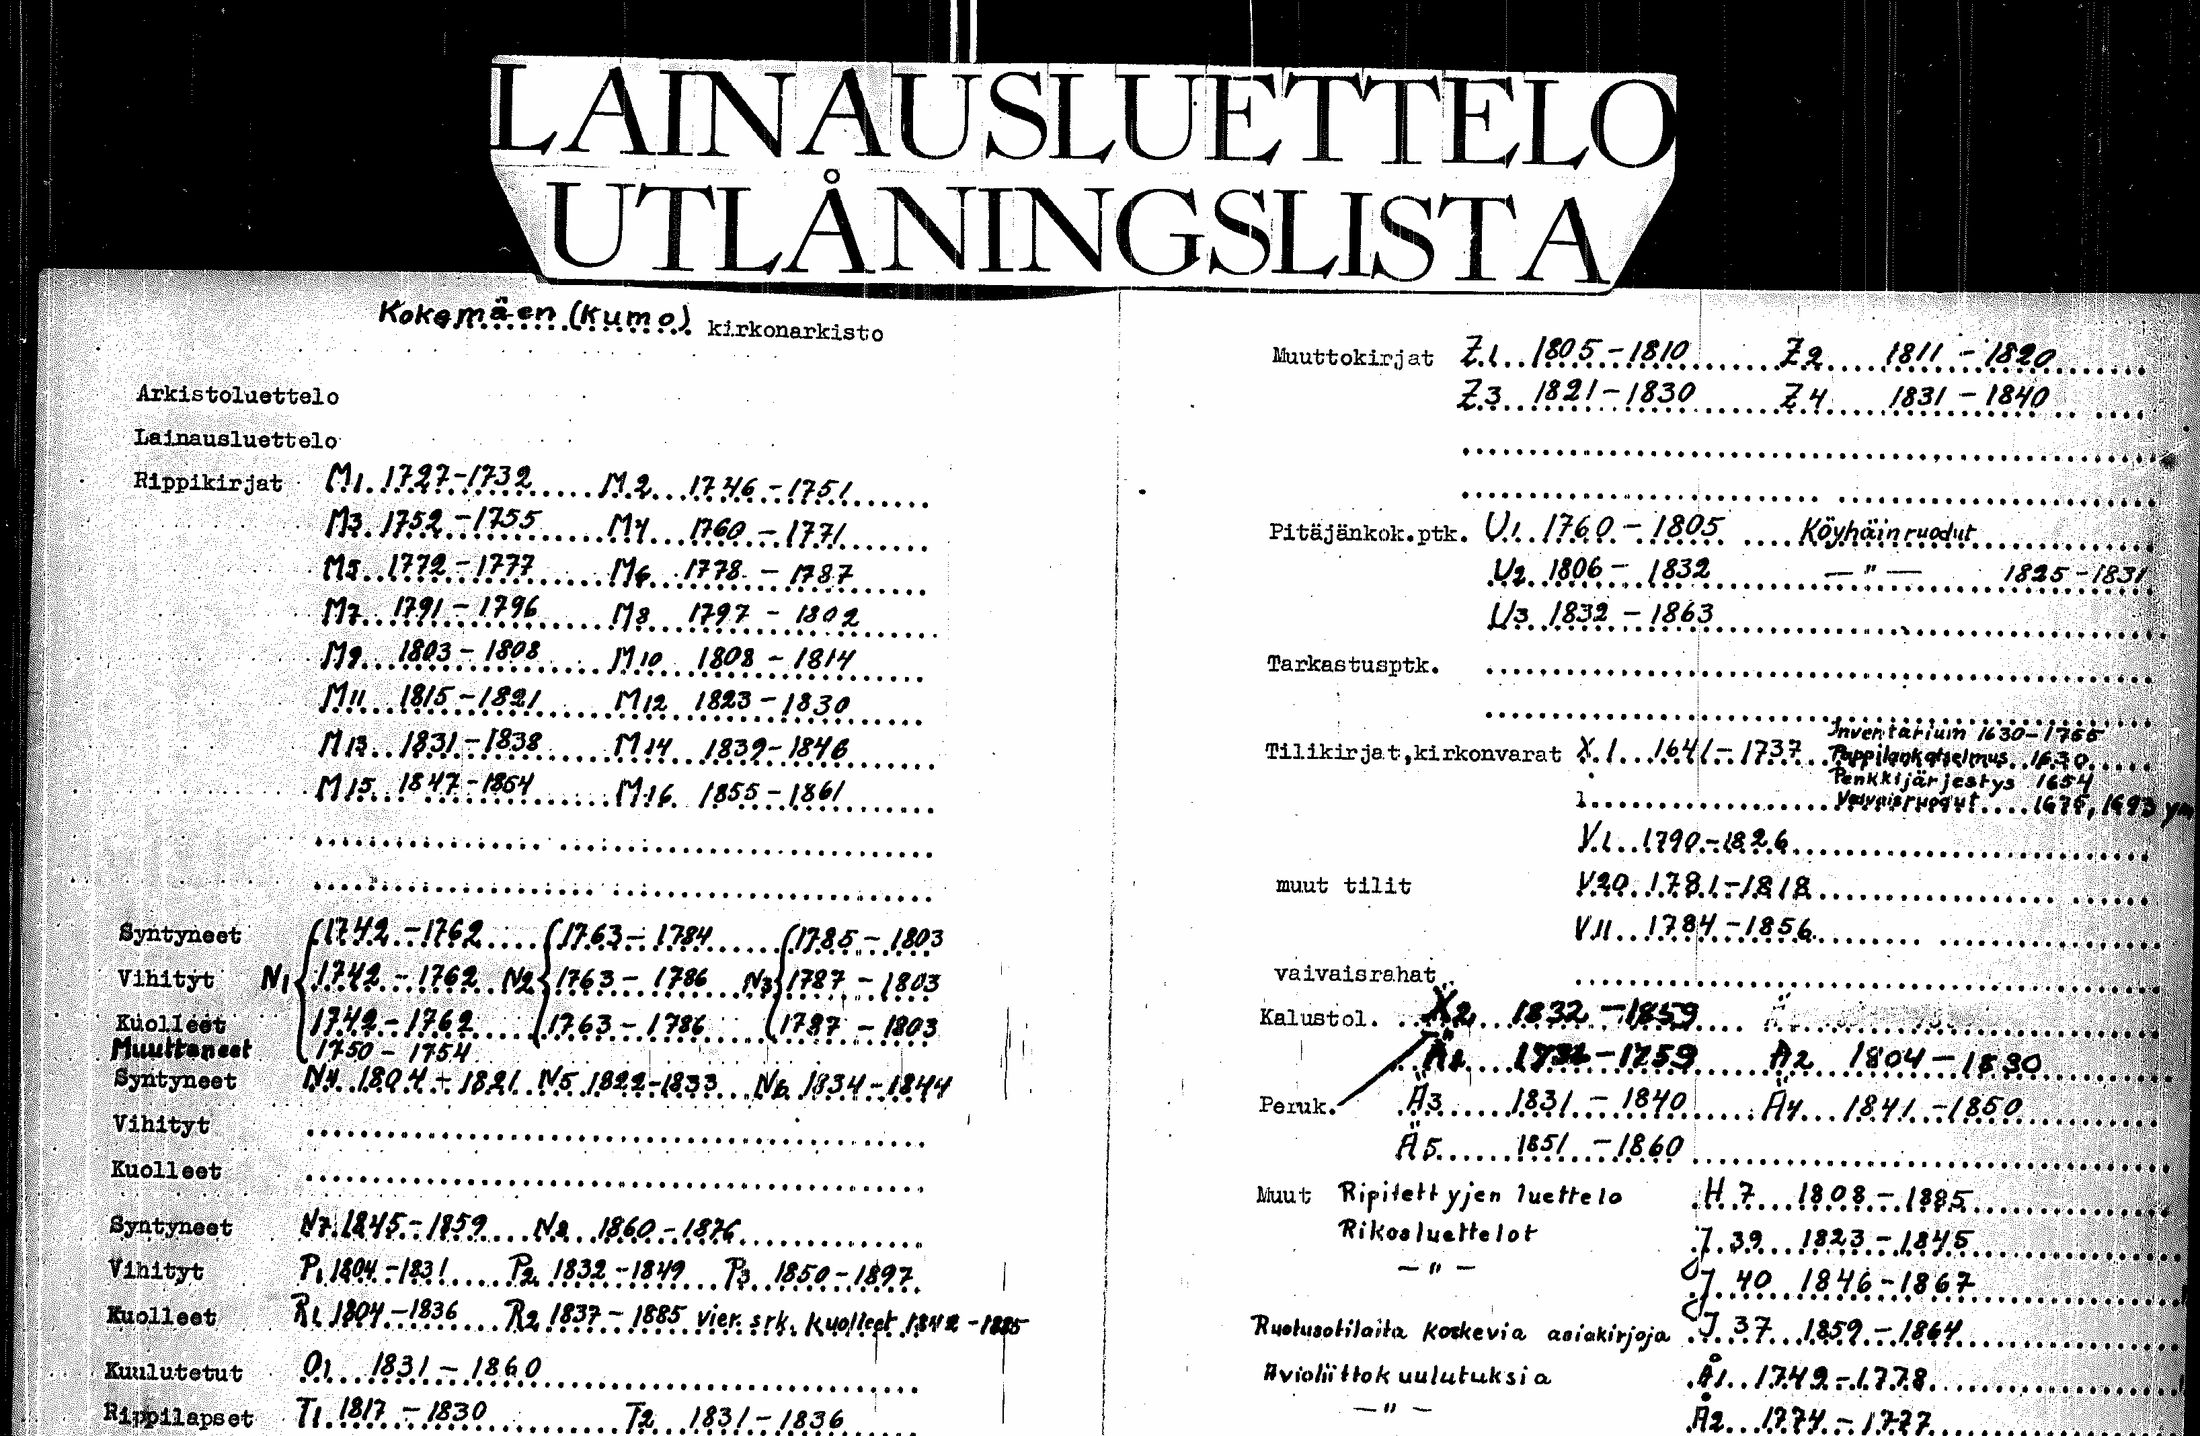 LAINAUSLUETTELO
UTLÅNINGSLISTA
Kokemäen (Kumo) kirkonarkisto
Arkistoluettelo
Lainausluettelo
Rippikirjat M1 1727-1732 M2 1746-1751
M3 1752-1755 M4 1760-1771
M5 1772-1777 M6 1778-1787
M7 1791-1796 M8 1797-1802
M9 1803-1808 M10 1808-1814
M11 1815-1821 M12 1823-1830
M13 1831-1838 M14 1839-1846
M15 1847-1854 M16 1855-1861
Syntyneet 1742-1762 1763-1784 1785-1803
Vihityt N1 1742-1762 N2 1763-1786 N3 1787-1803
Kuolleet 1742-1762 1763-1786 1787-1803
Muuttaneet 1750-1754
Syntyneet N4 1804-1821 N5 1822-1833 N6 1834-1844
Vihityt
Kuolleet
Syntyneet N7 1845-1859 N8 1860-1876
Vihityt P1 1804-1831 P2 1832-1849 P3 1850-1897
Kuolleet R1 1804-1836 R2 1837-1885 vier. srk. kuolleet 1842-1885
Kuulutetut O1 1831-1860
Rippilapset T1 1817-1830 T2 1831-1836
Muuttokirjat Z1 1805-1810 Z2 1811-1820
Z3 1821-1830 Z4 1831-1840
Pitäjänkok.ptk. U1 1760-1805 Köyhäinruodut
U2 1806-1832 -"- 1825-1831
U3 1832-1863
Tarkastusptk.
Inventarium 1630-1755
Tilikirjat,kirkonvarat X1 1641-1737 Pappilankatselmus 1630
Penkkijärjestys 1654
Vaivaisruodut 1675, 1693 ym
V1 1790-1826
muut tilit V20 1781-1818
V11 1784-1856
vaivaisrahat
Kalustol. X2 1832-1859
Ä1 1731-1759 Ä2 1804-1830
Peruk. Ä3 1831-1840 Ä4 1841-1850
Ä5 1851-1860
Muut Ripitettyjen luettelo H7 1808-1885
Rikosluettelot J39 1823-1845
-"- J40 1846-1867
Ruotusotilaita koskevia asiakirjoja J37 1859-1864
Avioliittokuulutuksia Å1 1749-1778
-"- Å2 1774-1777